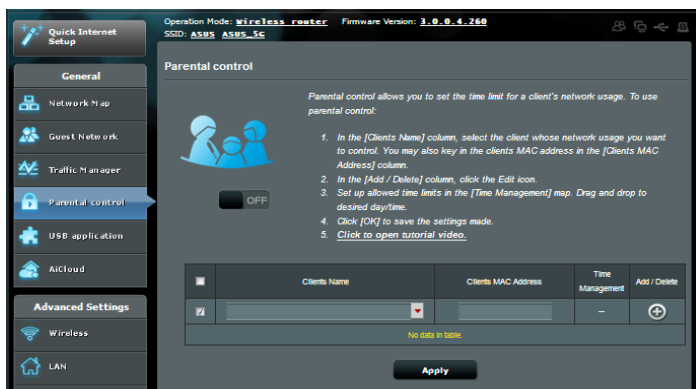 Quick Internet
Setup
Operation Mode: Wireless router Firmware Version: 3.0.0.4.260
SSID: ASUS ASUS_5G
General
Network Map
Guest Network
Traffic Manager
Parental control
USB application
AiCloud
Advanced Settings
Wireless
LAN
Parental control
Parental control allows you to set the time limit for a client's network usage. To use
parental control:
1. In the [Clients Name] column, select the client whose network usage you want
to control. You may also key in the clients MAC address in the [Clients MAC
Address] column.
2. In the [Add / Delete] column, click the Edit icon.
3. Set up allowed time limits in the [Time Management] map. Drag and drop to
desired day/time.
4. Click [OK] to save the settings made.
5. Click to open tutorial video.
OFF
Clients Name Clients MAC Address Time Management Add / Delete
–
No data in table.
Apply